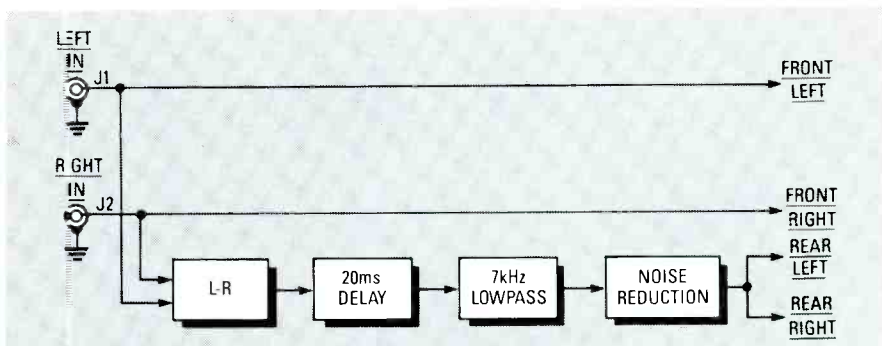 LEFT
IN
J1
FRONT
LEFT
RIGHT
IN
J2
FRONT
RIGHT
L-R
20ms
DELAY
7kHz
LOWPASS
NOISE
REDUCTION
REAR
LEFT
REAR
RIGHT